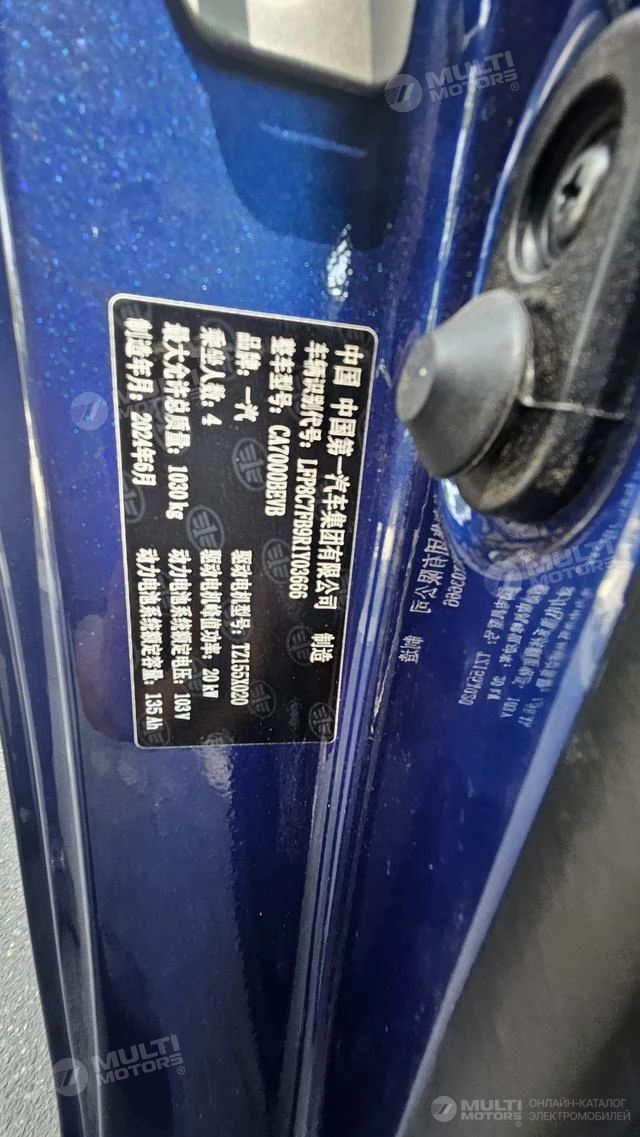 中国 中国第一汽车集团有限公司 制造
车辆识别代号: LFP8C7PB9R1Y03666
整车型号: CA7000BEVB
品牌: 一汽 驱动电机型号: TZ155X020
乘坐人数: 4 驱动电机峰值功率: 20 kW
最大允许总质量: 1030 kg 动力电池系统额定电压: 103 V
制造年月: 2024年6月 动力电池系统额定容量: 135 Ah
MULTI MOTORS®
MULTI MOTORS®
MULTI MOTORS®
ОНЛАЙН-КАТАЛОГ
ЭЛЕКТРОМОБИЛЕЙ